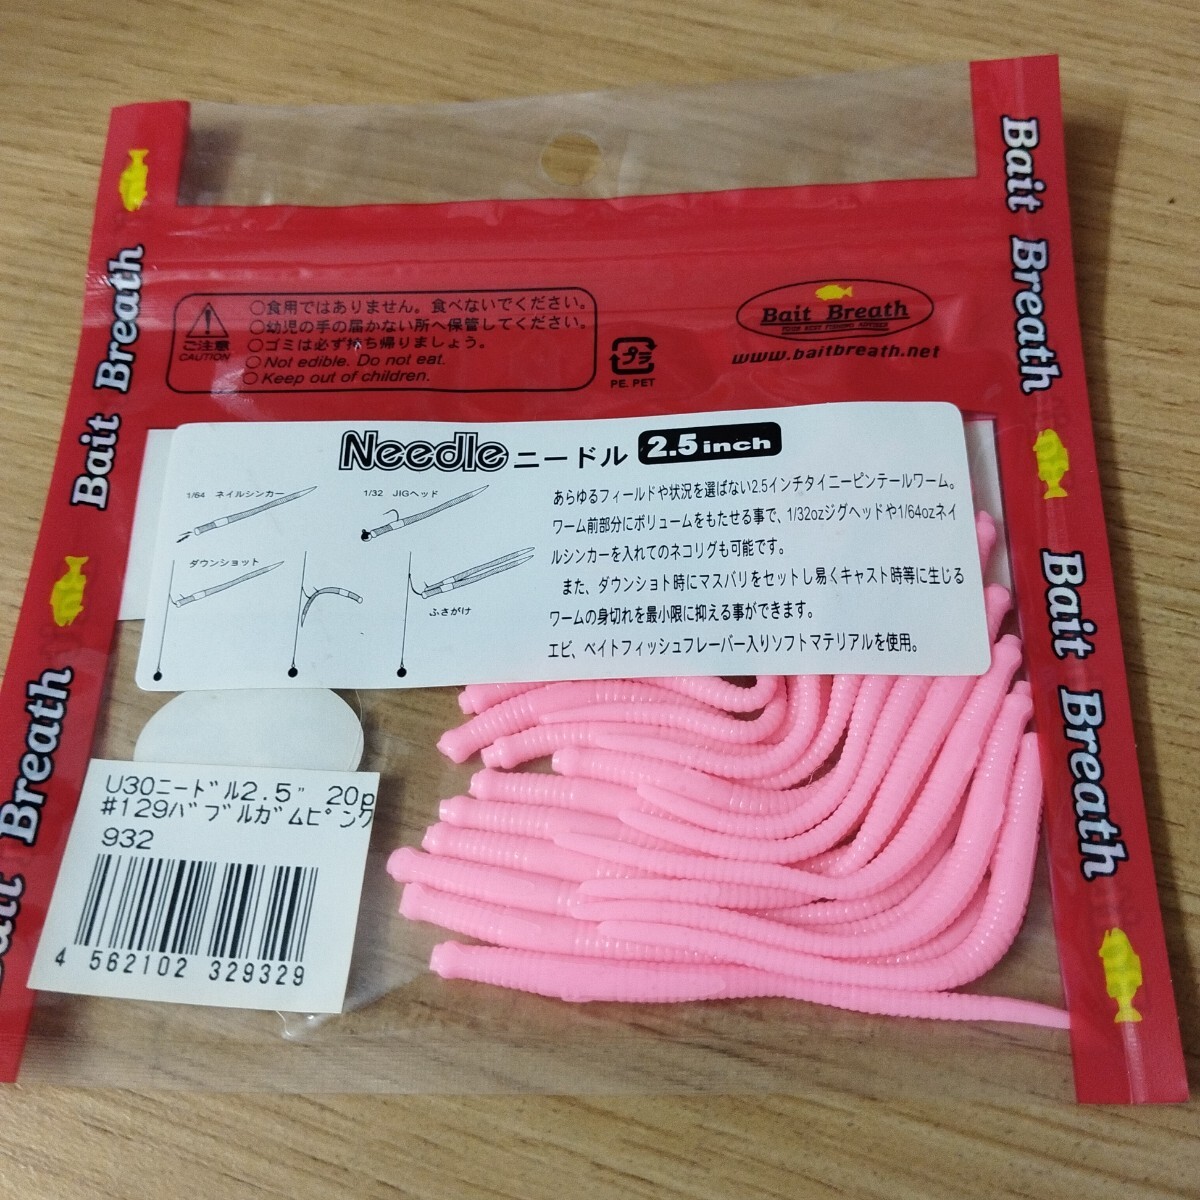 Bait Breath
Bait Breath
Bait Breath
Bait Breath
ご注意
CAUTION
○食用ではありません。食べないでください。
○幼児の手の届かない所へ保管してください。
○ゴミは必ず持ち帰りましょう。
○Not edible. Do not eat.
○Keep out of children.
プラ
PE. PET
Bait Breath
www.baitbreath.net
Needle ニードル 2.5inch
1/64 ネイルシンカー
1/32 JIGヘッド
ダウンショット
ふさがけ
あらゆるフィールドや状況を選ばない2.5インチタイニーピンテールワーム。
ワーム前部分にボリュームをもたせる事で、1/32ozジグヘッドや1/64ozネイ
ルシンカーを入れてのネコリグも可能です。
また、ダウンショト時にマスバリをセットし易くキャスト時等に生じる
ワームの身切れを最小限に抑える事ができます。
エビ、ベイトフィッシュフレーバー入りソフトマテリアルを使用。
U30ニードル2.5" 20p
#129バブルガムピンク
932
4 562102 329329